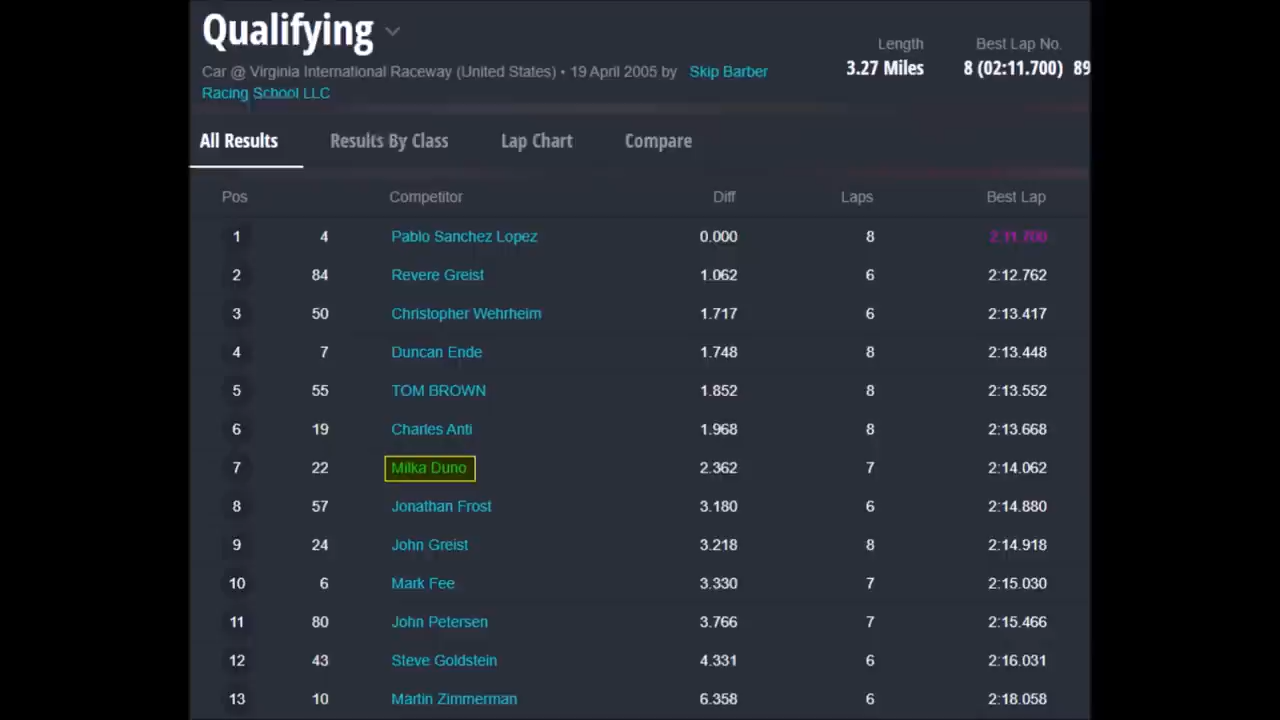 Qualifying
Car @ Virginia International Raceway (United States) • 19 April 2005 by Skip Barber
Racing School LLC
Length Best Lap No.
3.27 Miles 8 (02:11.700) 89
All Results Results By Class Lap Chart Compare
Pos Competitor Diff Laps Best Lap
1 4 Pablo Sanchez Lopez 0.000 8 2:11.700
2 84 Revere Greist 1.062 6 2:12.762
3 50 Christopher Wehrheim 1.717 6 2:13.417
4 7 Duncan Ende 1.748 8 2:13.448
5 55 TOM BROWN 1.852 8 2:13.552
6 19 Charles Anti 1.968 8 2:13.668
7 22 Milka Duno 2.362 7 2:14.062
8 57 Jonathan Frost 3.180 6 2:14.880
9 24 John Greist 3.218 8 2:14.918
10 6 Mark Fee 3.330 7 2:15.030
11 80 John Petersen 3.766 7 2:15.466
12 43 Steve Goldstein 4.331 6 2:16.031
13 10 Martin Zimmerman 6.358 6 2:18.058